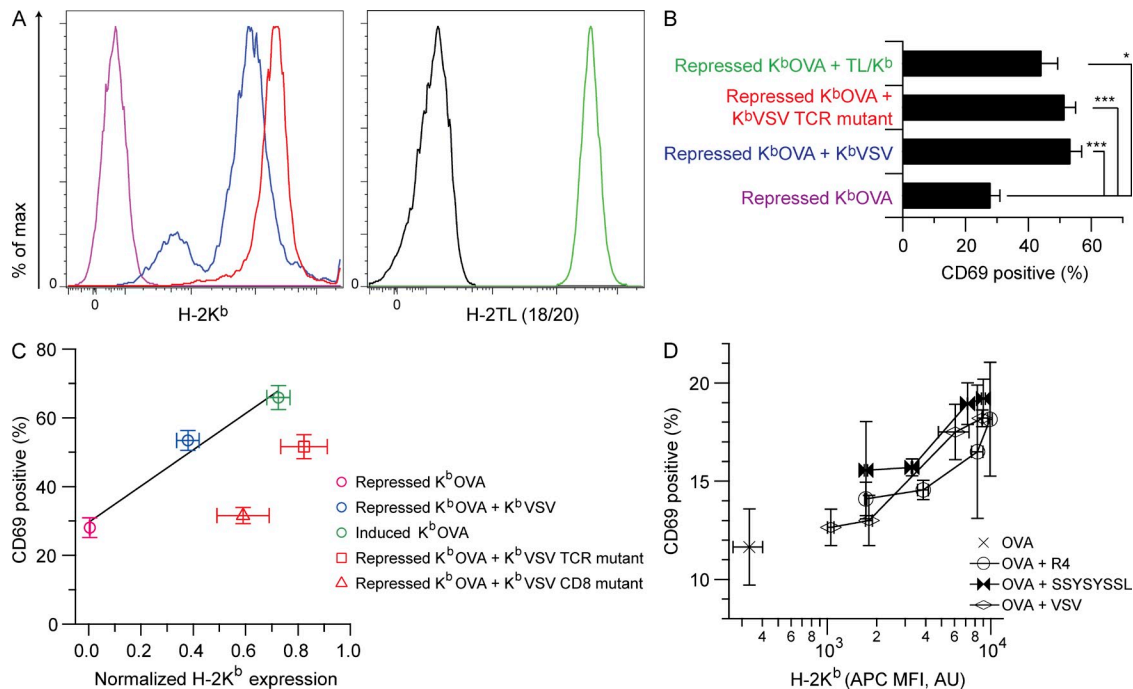 A
% of max
0
0
H-2Kᵇ
0
0
H-2TL (18/20)
B
Repressed KᵇOVA + TL/Kᵇ
Repressed KᵇOVA +
KᵇVSV TCR mutant
Repressed KᵇOVA + KᵇVSV
Repressed KᵇOVA
*
***
***
0 20 40 60
CD69 positive (%)
C
CD69 positive (%)
80
60
40
20
0
0.0 0.2 0.4 0.6 0.8 1.0
Normalized H-2Kᵇ expression
Repressed KᵇOVA
Repressed KᵇOVA + KᵇVSV
Induced KᵇOVA
Repressed KᵇOVA + KᵇVSV TCR mutant
Repressed KᵇOVA + KᵇVSV CD8 mutant
D
CD69 positive (%)
20
16
12
OVA
OVA + R4
OVA + SSYSYSSL
OVA + VSV
4 6 8 10³ 2 4 6 8 10⁴
H-2Kᵇ (APC MFI, AU)